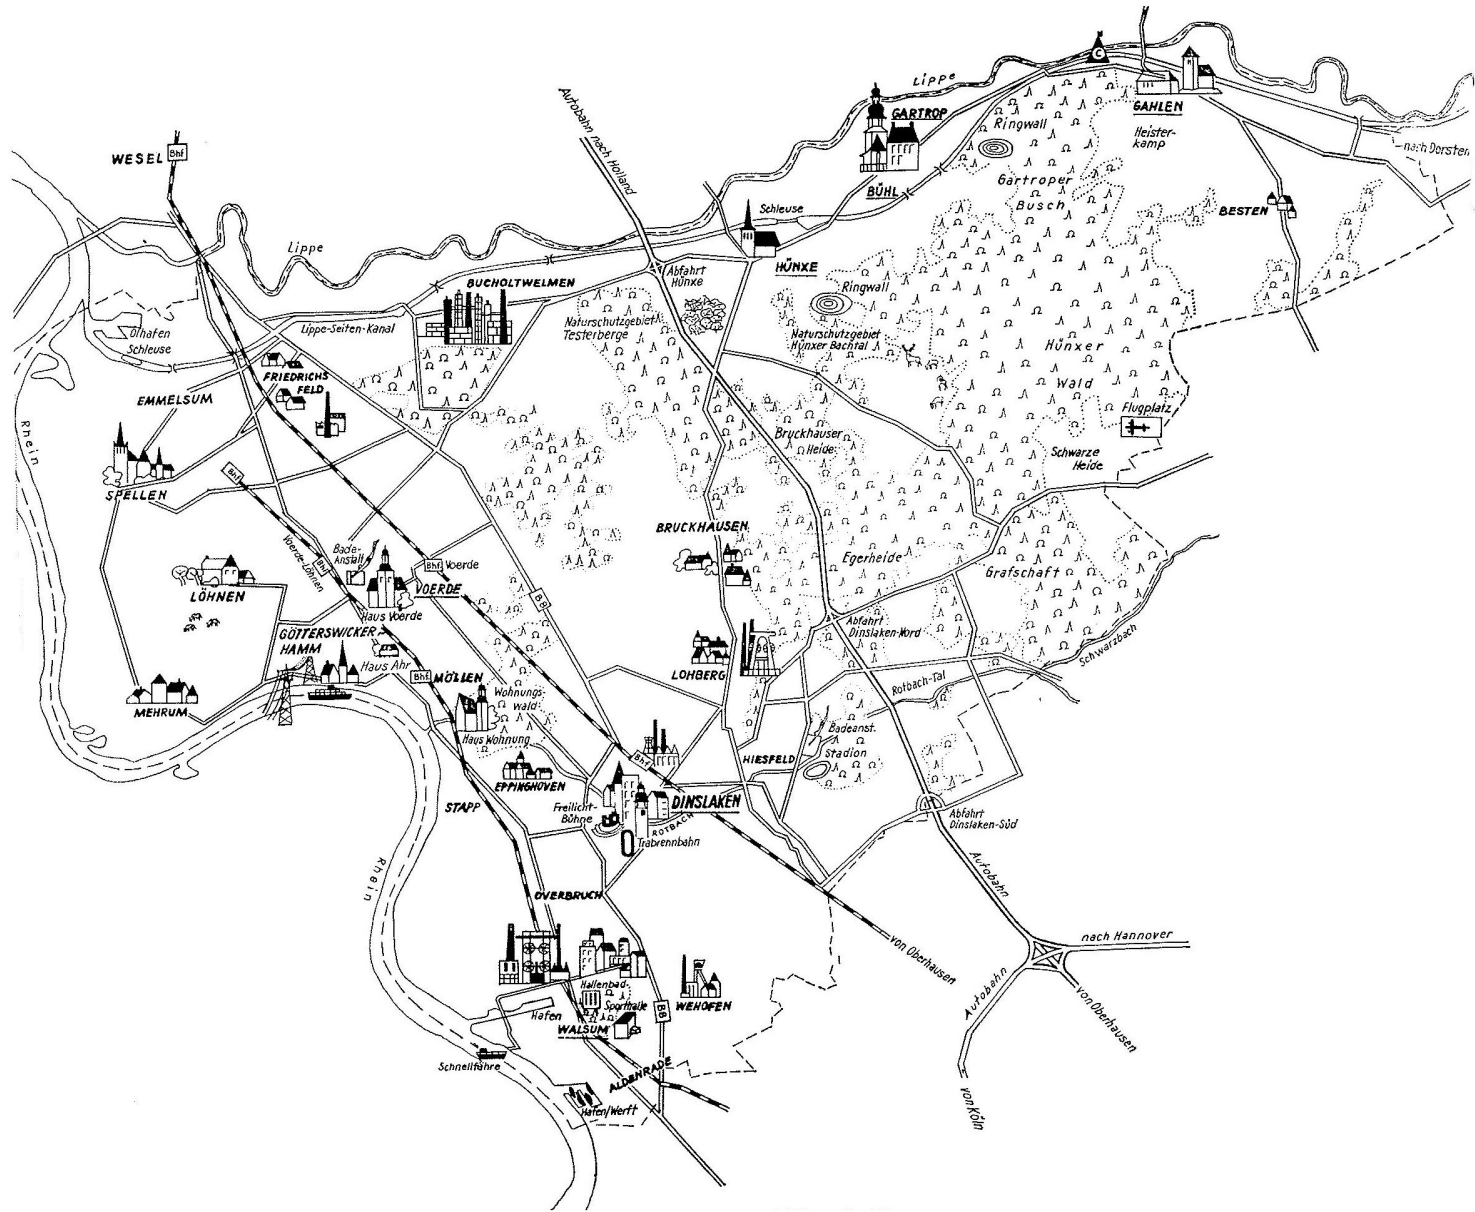 Lippe
C
GARTROP
GAHLEN
Autobahn nach Holland
Ringwall
Heister-
kamp
nach Dorsten
WESEL
Bhf
BÜHL
Gartroper
Busch
BESTEN
Schleuse
Lippe
HÜNXE
Abfahrt
Hünxe
BUCHOLTWELMEN
Ringwall
Ölhafen
Schleuse
Lippe-Seiten-Kanal
Naturschutzgebiet
Testerberge
Naturschutzgebiet
Hünxer Bachtal
Hünxer
Wald
FRIEDRICHS
FELD
EMMELSUM
Flugplatz
Rhein
Bruckhauser
Heide
Schwarze
Heide
SPELLEN
Bhf
BRUCKHAUSEN
Voerde-Löhnen
Bhf
Bade-
Anstalt
Bhf
Voerde
Egerheide
Grafschaft
LÖHNEN
VOERDE
Haus Voerde
BB
GÖTTERSWICKER
HAMM
Haus Ahr
Abfahrt
Dinslaken-Nord
Schwarzbach
LOHBERG
Bhf
MÖLLEN
Wohnungs
wald
Rotbach-Tal
MEHRUM
Haus Wohnung
Badeanst.
Stadion
HIESFELD
Bhf
EPPINGHOVEN
STAPP
Freilicht-
Bühne
DINSLAKEN
ROTBACH
Trabrennbahn
Abfahrt
Dinslaken-Süd
Rhein
Autobahn
OVERBRUCH
nach Hannover
von Oberhausen
Autobahn
von Oberhausen
Hallenbad
Sporthalle
WEHOFEN
Hafen
WALSUM
BB
Schnellfähre
ALDENRADE
Hafen/Werft
von Köln